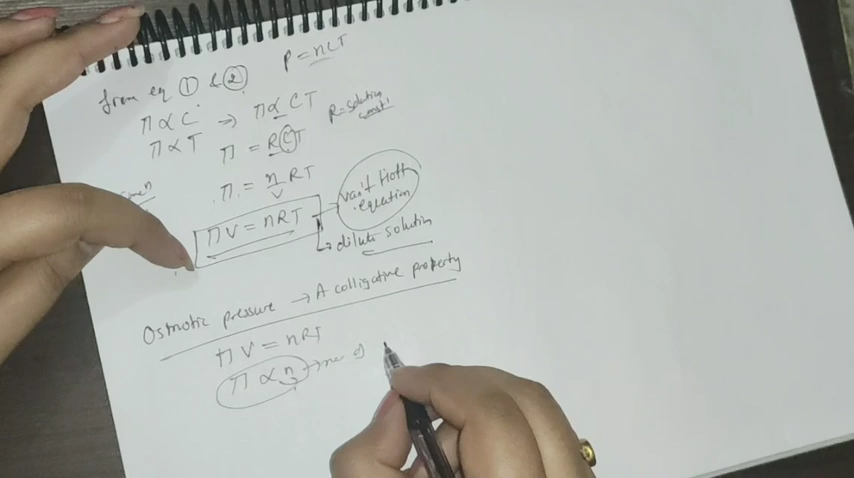 P = nCT
from eq ① & ②
π ∝ C ⇒ π ∝ CT
R = solution const.
π ∝ T
π = RCT
π = n/V RT
πV = nRT
van't Hoff equation
dilute solution
Osmotic pressure → A colligative property
πV = nRT
π ∝ n → no of